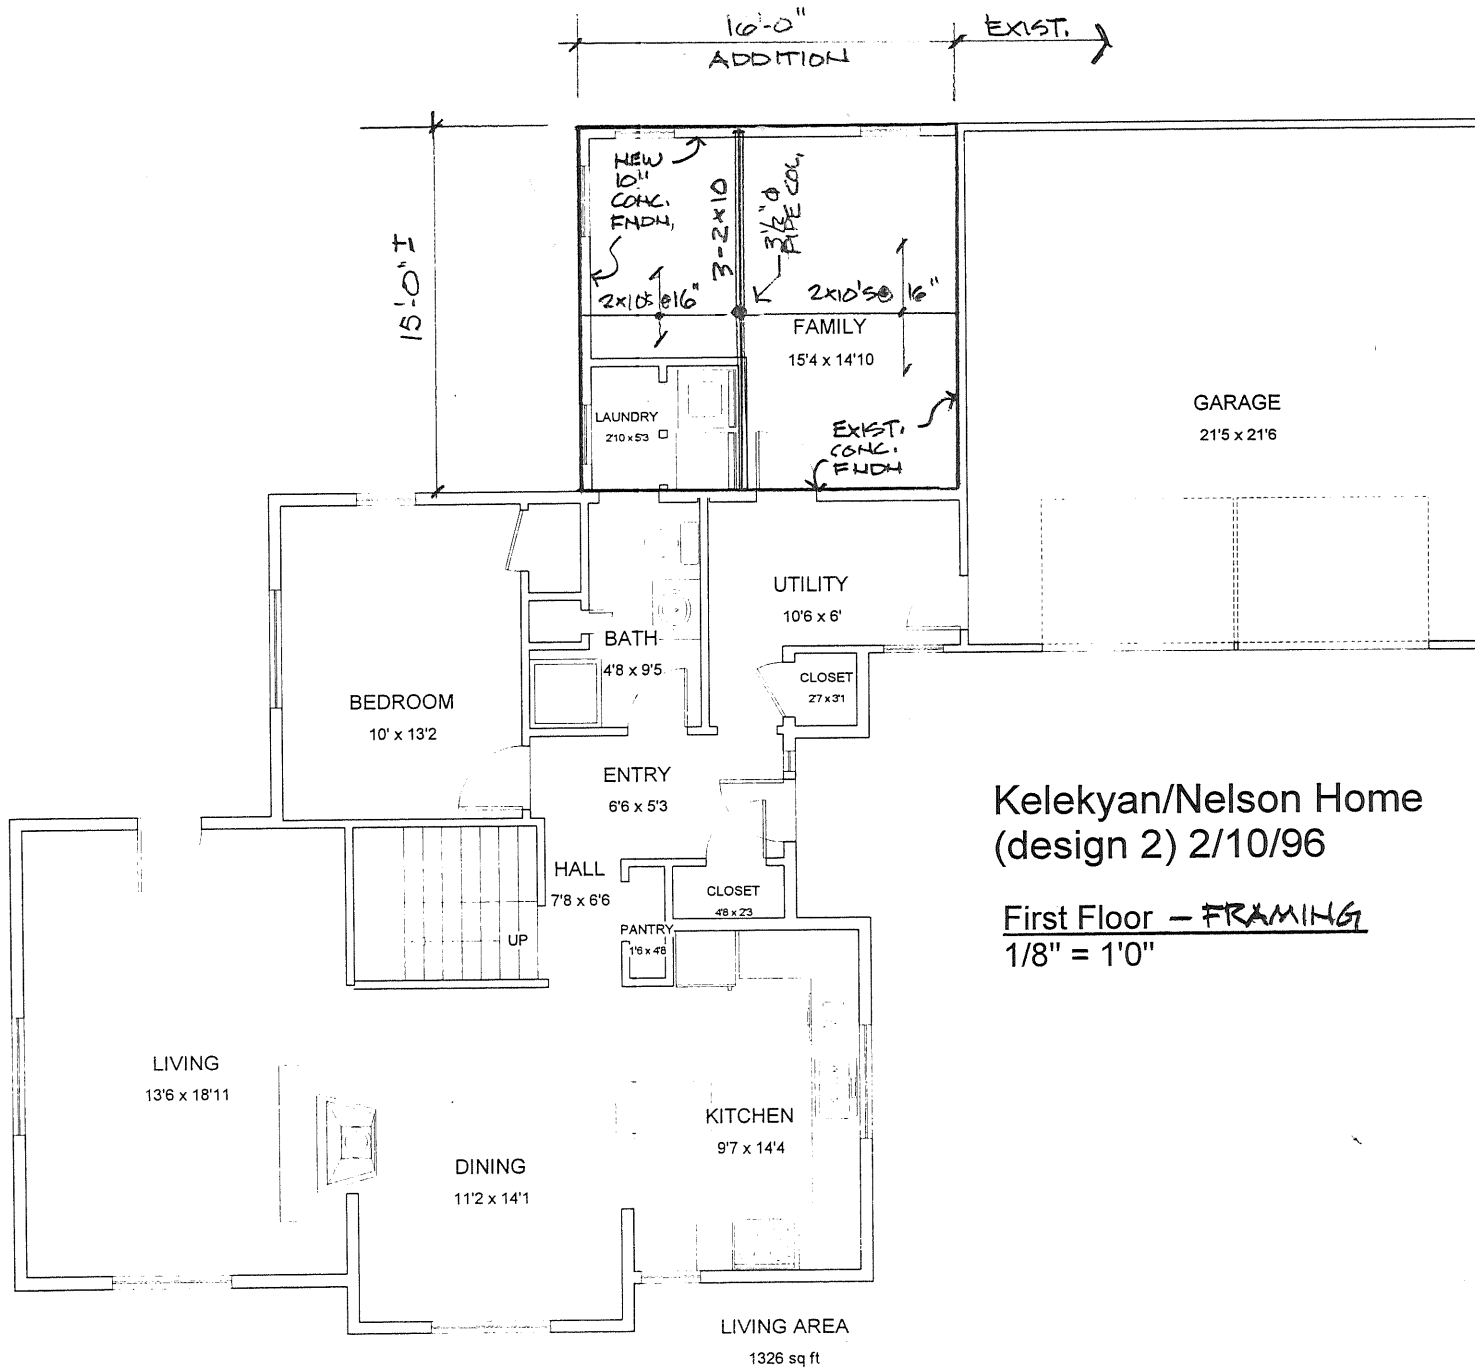 16'-0"
EXIST.
ADDITION
15'-0" ±
NEW
10"
CONC.
FNDN.
3-2x10
3½"Ø
PIPE COL.
2x10's @16"
2x10's @ 16"
FAMILY
15'4 x 14'10
LAUNDRY
2'10 x 5'3
EXIST.
CONC.
FNDN
GARAGE
21'5 x 21'6
UTILITY
10'6 x 6'
BATH
4'8 x 9'5
CLOSET
2'7 x 3'1
BEDROOM
10' x 13'2
ENTRY
6'6 x 5'3
Kelekyan/Nelson Home
(design 2) 2/10/96
First Floor - FRAMING
1/8" = 1'0"
HALL
7'8 x 6'6
CLOSET
4'8 x 2'3
PANTRY
1'6 x 4'8
UP
LIVING
13'6 x 18'11
KITCHEN
9'7 x 14'4
DINING
11'2 x 14'1
LIVING AREA
1326 sq ft